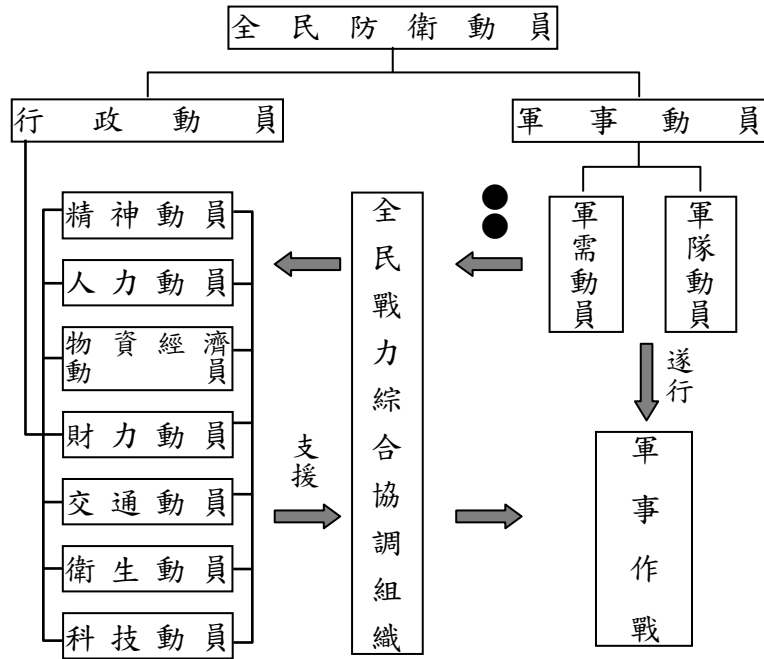 全民防衛動員
行政動員
軍事動員
精神動員
人力動員
物資經濟
動員
財力動員
交通動員
衛生動員
科技動員
支援
全民戰力綜合協調組織
●●
軍需動員
軍隊動員
遂行
軍事作戰